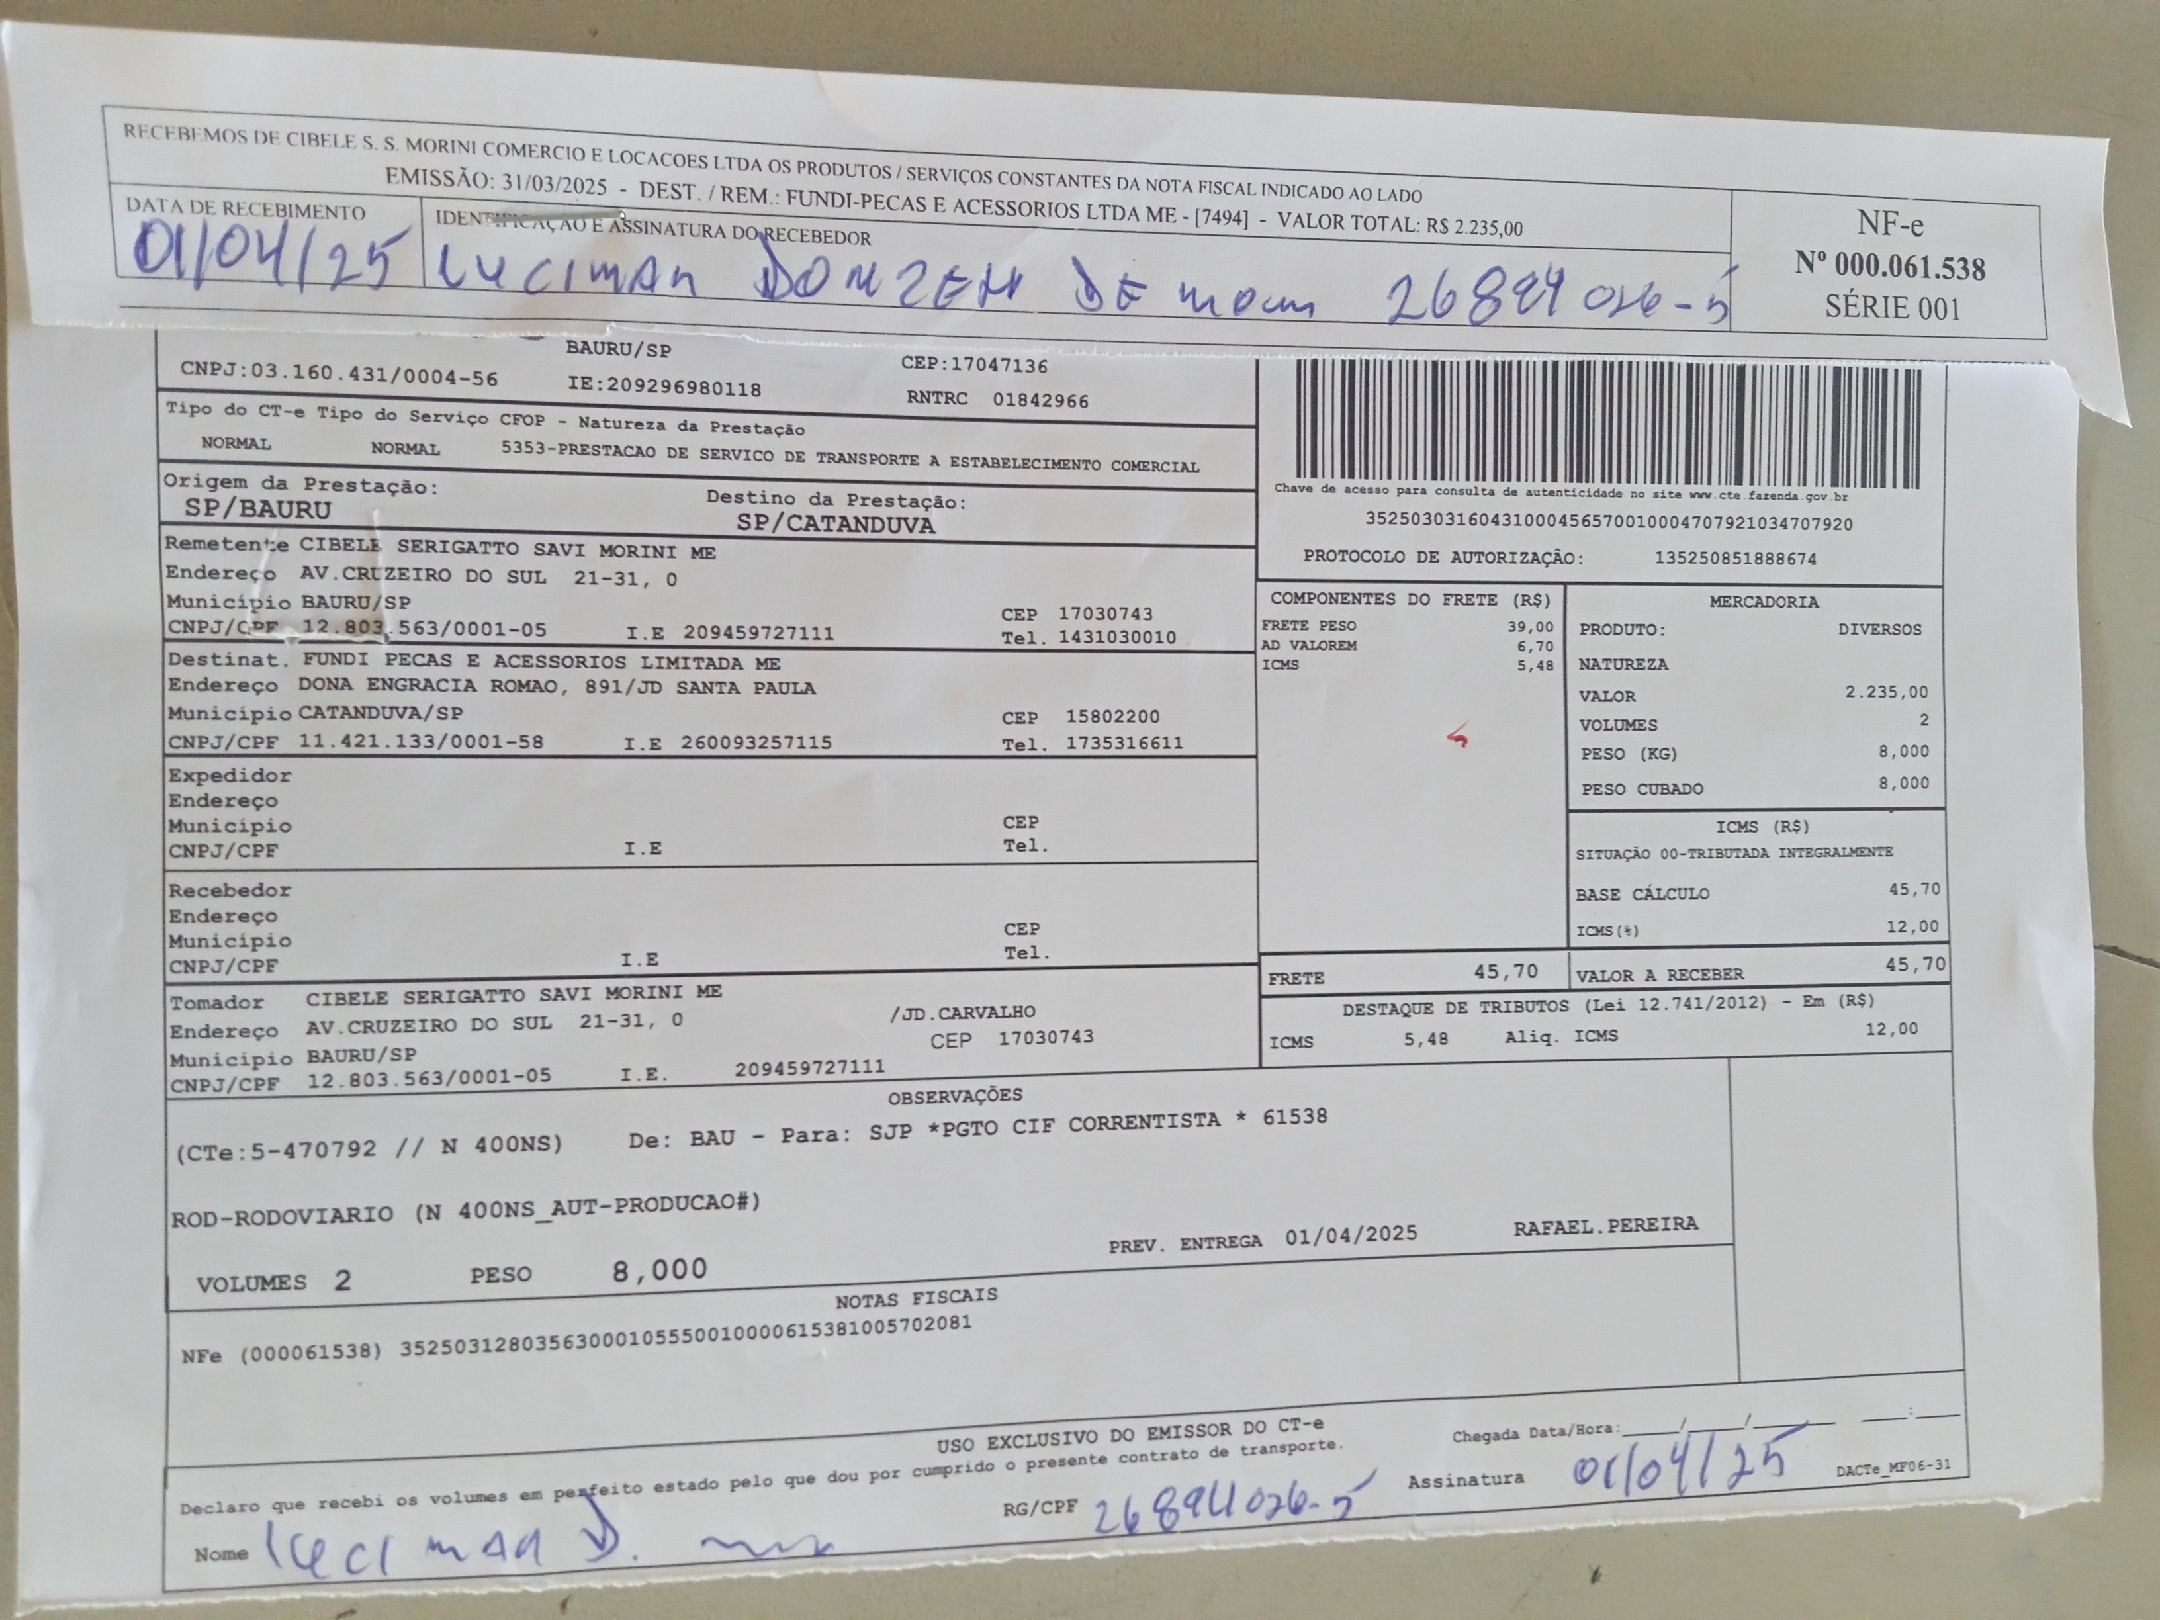 RECEBEMOS DE CIBELE S. S. MORINI COMERCIO E LOCACOES LTDA OS PRODUTOS / SERVIÇOS CONSTANTES DA NOTA FISCAL INDICADO AO LADO
EMISSÃO: 31/03/2025 - DEST. / REM.: FUNDI-PECAS E ACESSORIOS LTDA ME - [7494] - VALOR TOTAL: R$ 2.235,00
DATA DE RECEBIMENTO
IDENTIFICAÇÃO E ASSINATURA DO RECEBEDOR
01/04/25
DE
NF-e
Nº 000.061.538
SÉRIE 001
BAURU/SP CEP:17047136
CNPJ:03.160.431/0004-56 IE:209296980118 RNTRC 01842966
Tipo do CT-e Tipo do Serviço CFOP - Natureza da Prestação
NORMAL NORMAL 5353-PRESTACAO DE SERVICO DE TRANSPORTE A ESTABELECIMENTO COMERCIAL
Origem da Prestação: Destino da Prestação:
SP/BAURU SP/CATANDUVA
Chave de acesso para consulta de autenticidade no site www.cte.fazenda.gov.br
35250303160431000456570010004707921034707920
PROTOCOLO DE AUTORIZAÇÃO: 135250851888674
Remetente CIBELE SERIGATTO SAVI MORINI ME
Endereço AV.CRUZEIRO DO SUL 21-31, 0
Município BAURU/SP CEP 17030743
CNPJ/CPF 12.803.563/0001-05 I.E 209459727111 Tel. 1431030010
Destinat. FUNDI PECAS E ACESSORIOS LIMITADA ME
Endereço DONA ENGRACIA ROMAO, 891/JD SANTA PAULA
Município CATANDUVA/SP CEP 15802200
CNPJ/CPF 11.421.133/0001-58 I.E 260093257115 Tel. 1735316611
Expedidor
Endereço
Município CEP
CNPJ/CPF I.E Tel.
Recebedor
Endereço
Município CEP
CNPJ/CPF I.E Tel.
Tomador CIBELE SERIGATTO SAVI MORINI ME
Endereço AV.CRUZEIRO DO SUL 21-31, 0 /JD.CARVALHO
Município BAURU/SP CEP 17030743
CNPJ/CPF 12.803.563/0001-05 I.E. 209459727111
COMPONENTES DO FRETE (R$)
FRETE PESO 39,00
AD VALOREM 6,70
ICMS 5,48
MERCADORIA
PRODUTO: DIVERSOS
NATUREZA
VALOR 2.235,00
VOLUMES 2
PESO (KG) 8,000
PESO CUBADO 8,000
ICMS (R$)
SITUAÇÃO 00-TRIBUTADA INTEGRALMENTE
BASE CÁLCULO 45,70
ICMS(%) 12,00
FRETE 45,70 VALOR A RECEBER 45,70
DESTAQUE DE TRIBUTOS (Lei 12.741/2012) - Em (R$)
ICMS 5,48 Aliq. ICMS 12,00
OBSERVAÇÕES
(CTe:5-470792 // N 400NS) De: BAU - Para: SJP *PGTO CIF CORRENTISTA * 61538
ROD-RODOVIARIO (N 400NS_AUT-PRODUCAO#)
PREV. ENTREGA 01/04/2025 RAFAEL.PEREIRA
VOLUMES 2 PESO 8,000
NOTAS FISCAIS
NFe (000061538) 35250312803563000105550010000615381005702081
USO EXCLUSIVO DO EMISSOR DO CT-e
Declaro que recebi os volumes em perfeito estado pelo que dou por cumprido o presente contrato de transporte.
Chegada Data/Hora:____/____/____ ____:____
Nome
RG/CPF
Assinatura 01/04/25
DACTe_MF06-31